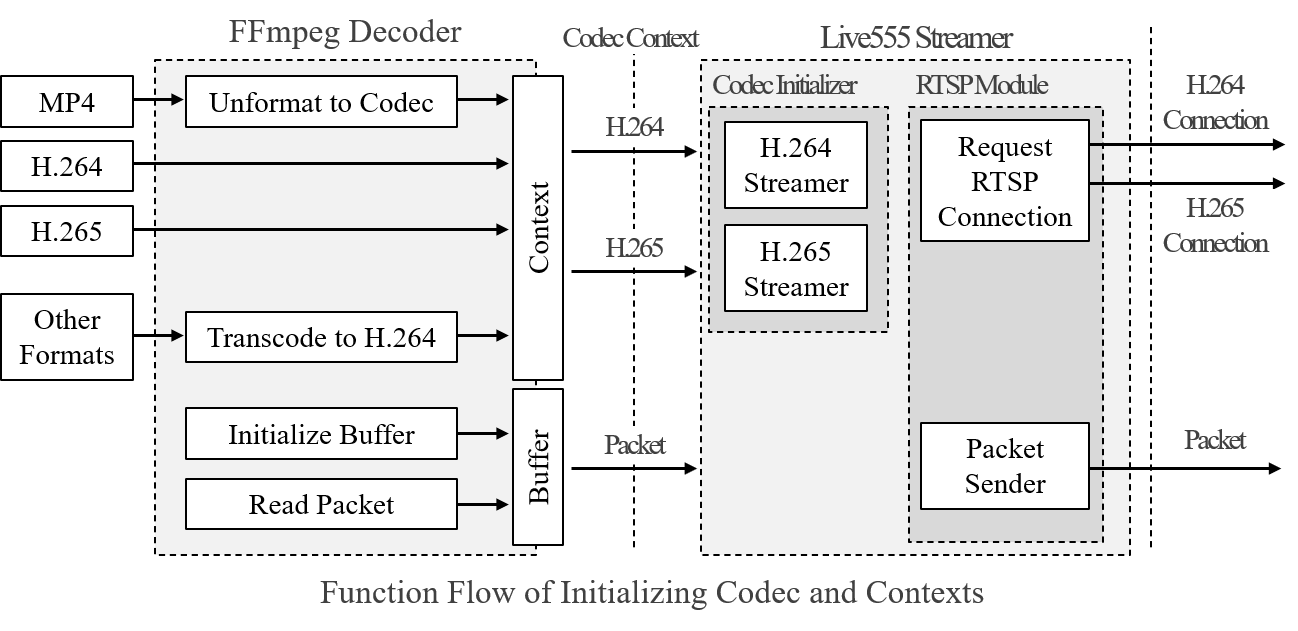 FFmpeg Decoder
Codec Context
Live555 Streamer
MP4
Unformat to Codec
H.264
H.265
Other
Formats
Transcode to H.264
Initialize Buffer
Read Packet
Context
Buffer
H.264
H.265
Packet
Codec Initializer
H.264
Streamer
H.265
Streamer
RTSP Module
Request
RTSP
Connection
Packet
Sender
H.264
Connection
H.265
Connection
Packet
Function Flow of Initializing Codec and Contexts